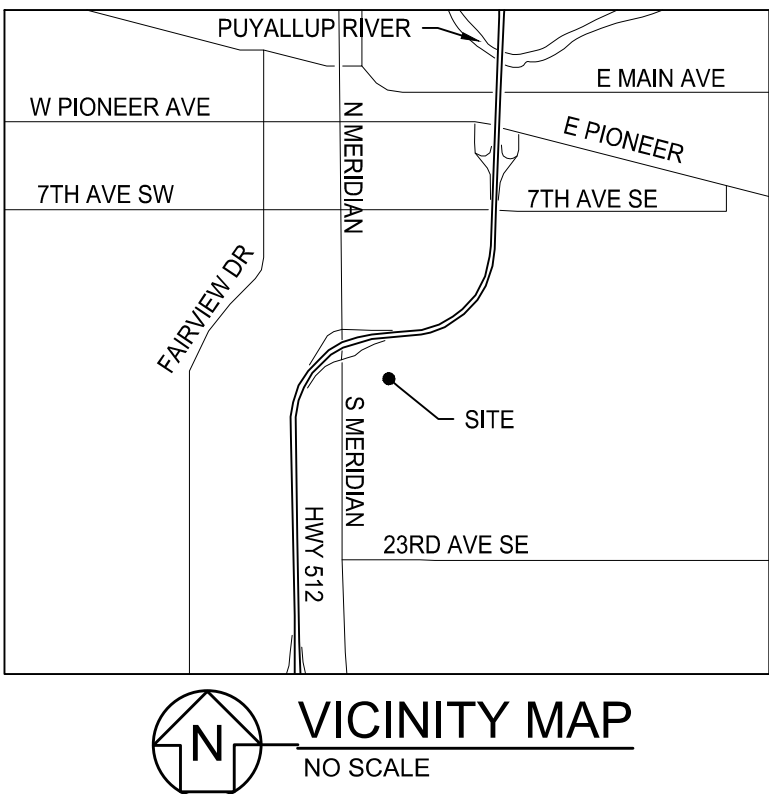 PUYALLUP RIVER
E MAIN AVE
W PIONEER AVE
N MERIDIAN
E PIONEER
7TH AVE SW
7TH AVE SE
FAIRVIEW DR
S MERIDIAN
SITE
HWY 512
23RD AVE SE
N
VICINITY MAP
NO SCALE